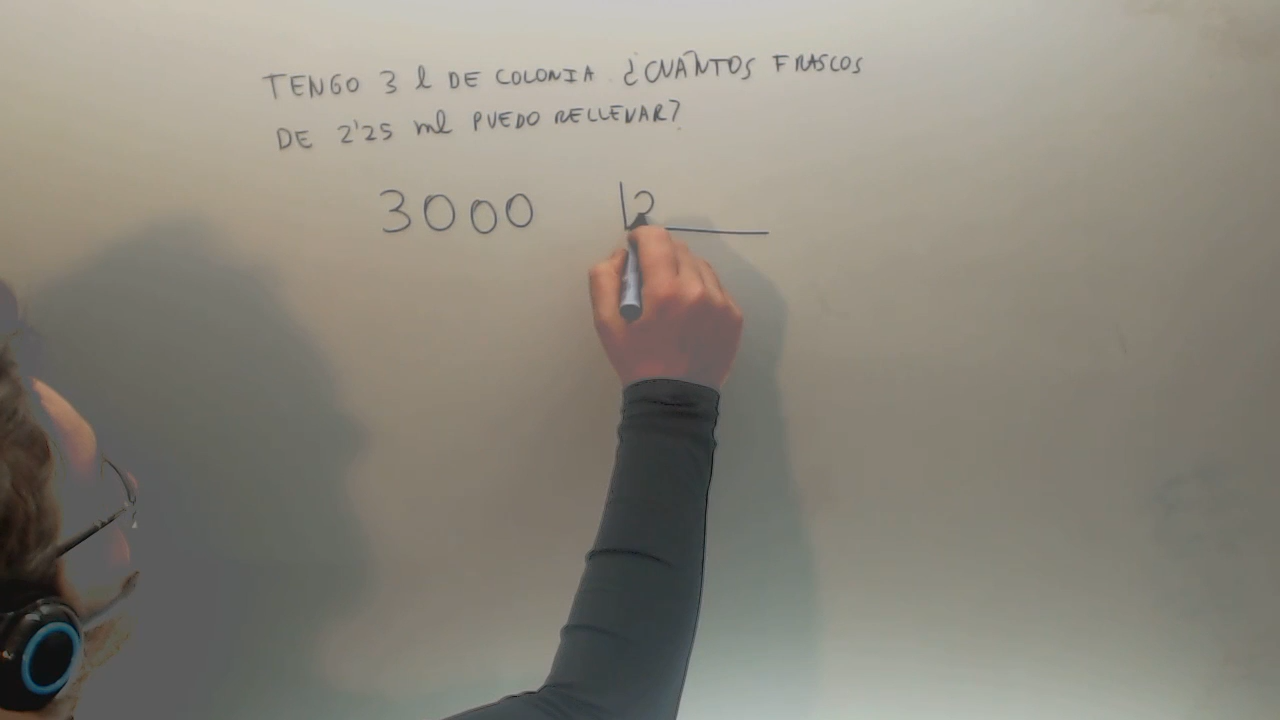 TENGO 3 l DE COLONIA ¿CUÁNTOS FRASCOS
DE 2'25 ml PUEDO RELLENAR?
3000 2